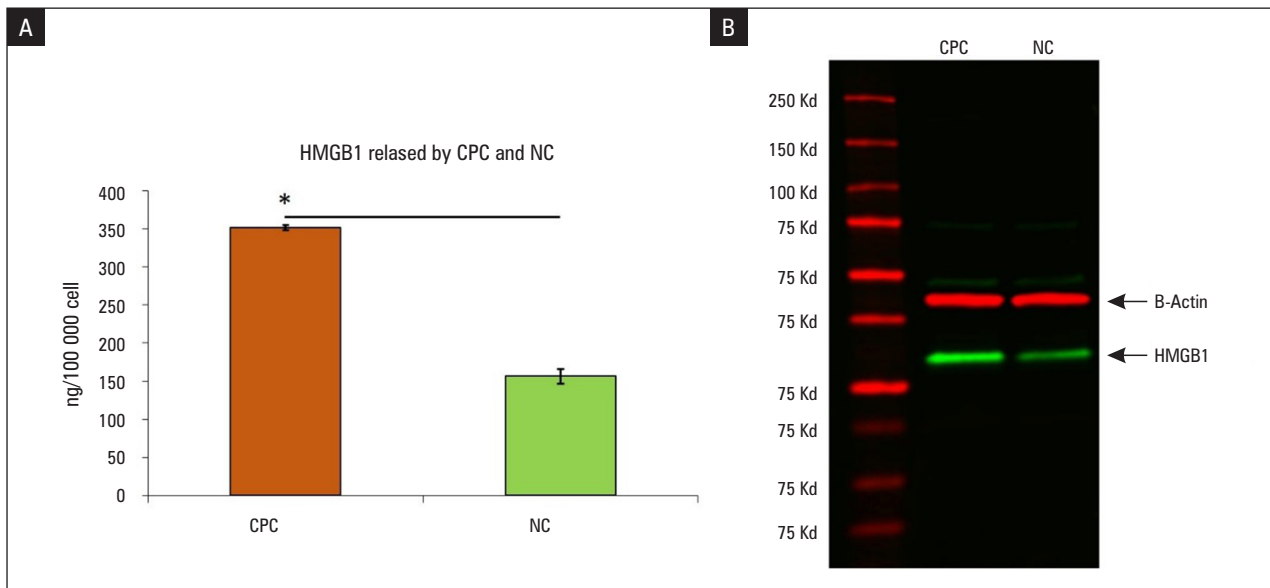 A
HMGB1 relased by CPC and NC
ng/100 000 cell
400
350
300
250
200
150
100
50
0
*
CPC
NC
B
CPC
NC
250 Kd
150 Kd
100 Kd
75 Kd
75 Kd
75 Kd
75 Kd
75 Kd
75 Kd
75 Kd
B-Actin
HMGB1